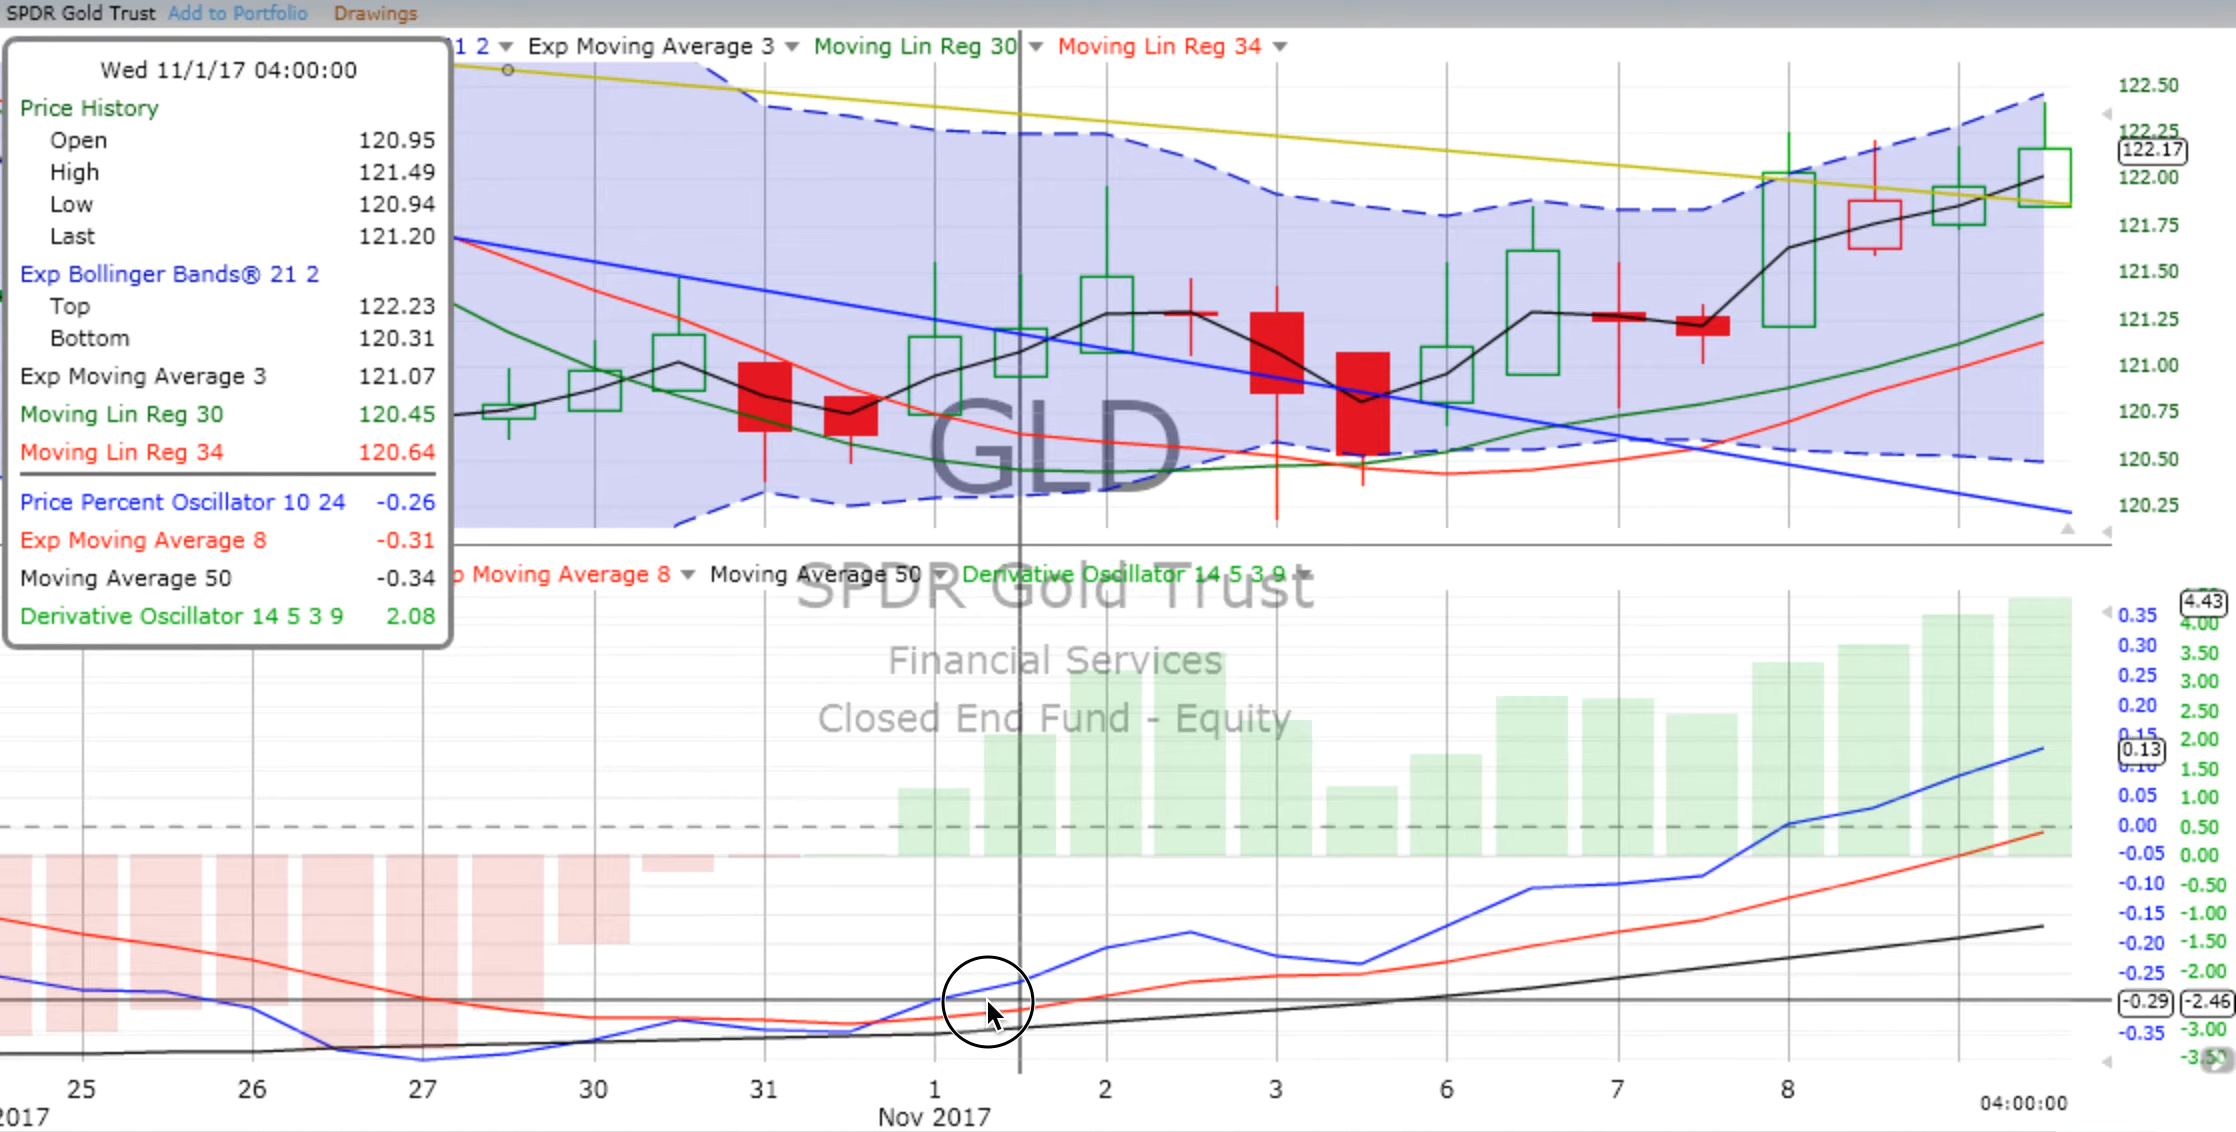 SPDR Gold Trust Add to Portfolio Drawings
1 2 Exp Moving Average 3 Moving Lin Reg 30 Moving Lin Reg 34
Wed 11/1/17 04:00:00
Price History
Open 120.95
High 121.49
Low 120.94
Last 121.20
Exp Bollinger Bands® 21 2
Top 122.23
Bottom 120.31
Exp Moving Average 3 121.07
Moving Lin Reg 30 120.45
Moving Lin Reg 34 120.64
Price Percent Oscillator 10 24 -0.26
Exp Moving Average 8 -0.31
Moving Average 50 -0.34
Derivative Oscillator 14 5 3 9 2.08
122.50
122.25
122.17
122.00
121.75
121.50
121.25
121.00
120.75
120.50
120.25
GLD
p Moving Average 8 Moving Average 50 Derivative Oscillator 14 5 3 9
SPDR Gold Trust
Financial Services
Closed End Fund - Equity
4.43
0.35 4.00
0.30 3.50
0.25 3.00
0.20 2.50
0.15 2.00
0.13
0.10 1.50
0.05 1.00
0.00 0.50
-0.05 0.00
-0.10 -0.50
-0.15 -1.00
-0.20 -1.50
-0.25 -2.00
-0.29 -2.46
-0.35 -3.00
25 26 27 30 31 1 2 3 6 7 8
2017 Nov 2017 04:00:00